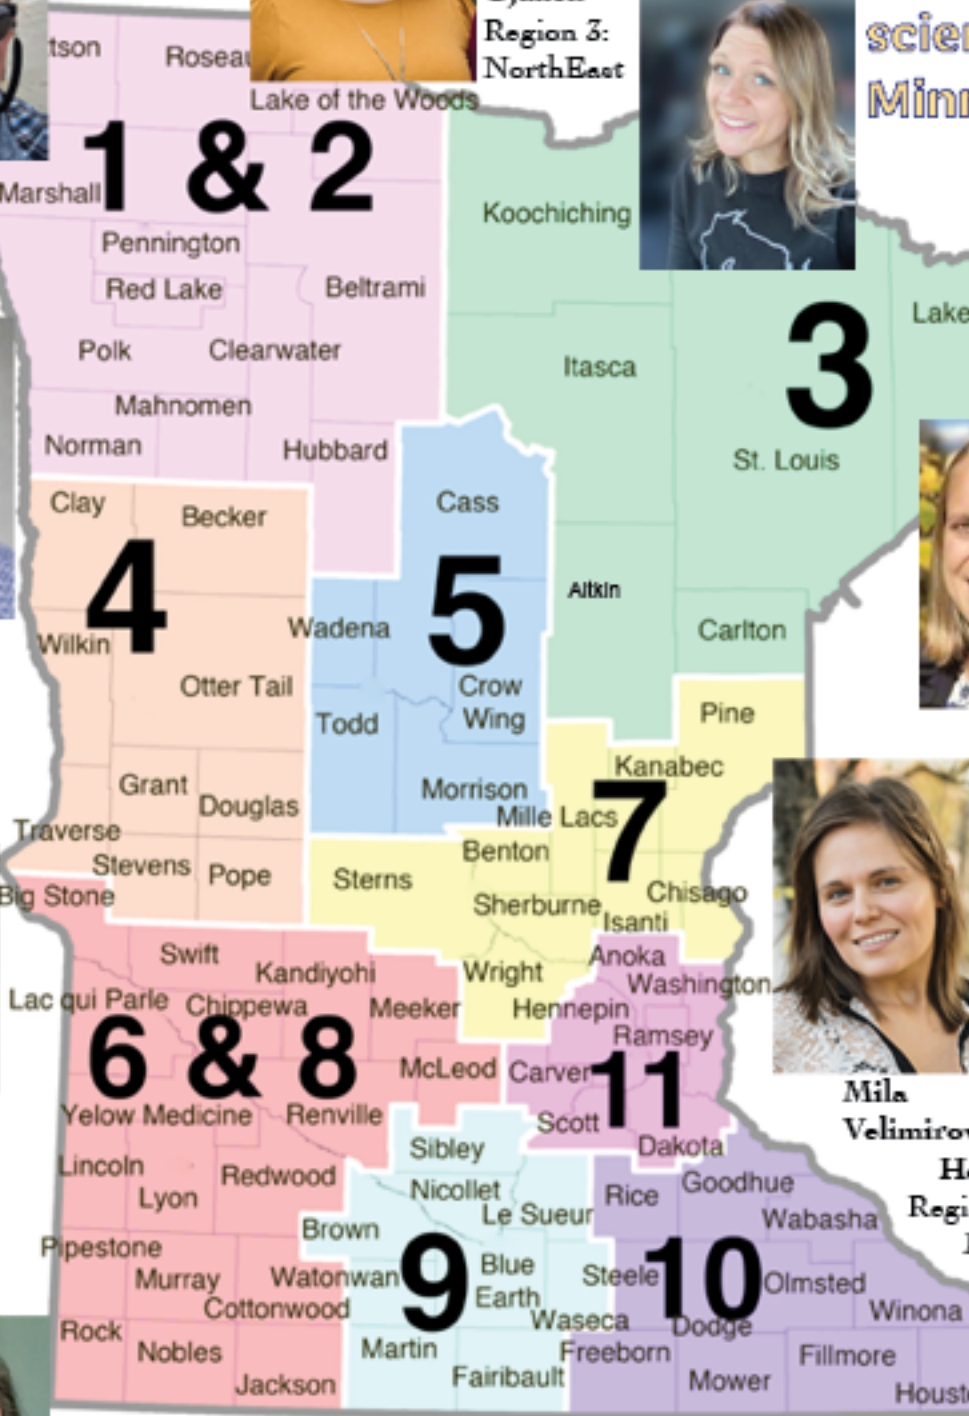 Region 3:
NorthEast
Lake of the Woods
1 & 2
Marshall
Koochiching
Pennington
Red Lake
Beltrami
3
Lake
Polk
Clearwater
Itasca
Mahnomen
Norman
Hubbard
St. Louis
Clay
Becker
Cass
4
5
Aitkin
Wadena
Carlton
Wilkin
Otter Tail
Crow
Wing
Todd
Pine
Kanabec
Grant
Douglas
Morrison
Mille Lacs
7
Traverse
Stevens
Pope
Benton
Sterns
Chisago
Big Stone
Sherburne
Isanti
Swift
Anoka
Kandiyohi
Wright
Washington
Lac qui Parle
Chippewa
Meeker
Hennepin
Ramsey
6 & 8
McLeod
Carver
11
Mila
Yelow Medicine
Renville
Scott
Sibley
Dakota
Lincoln
Redwood
Lyon
Nicollet
Rice
Goodhue
Le Sueur
Wabasha
Brown
Pipestone
Murray
Watonwan
9
Blue
Earth
Steele
10
Olmsted
Cottonwood
Waseca
Dodge
Winona
Rock
Nobles
Martin
Freeborn
Fillmore
Jackson
Fairibault
Mower